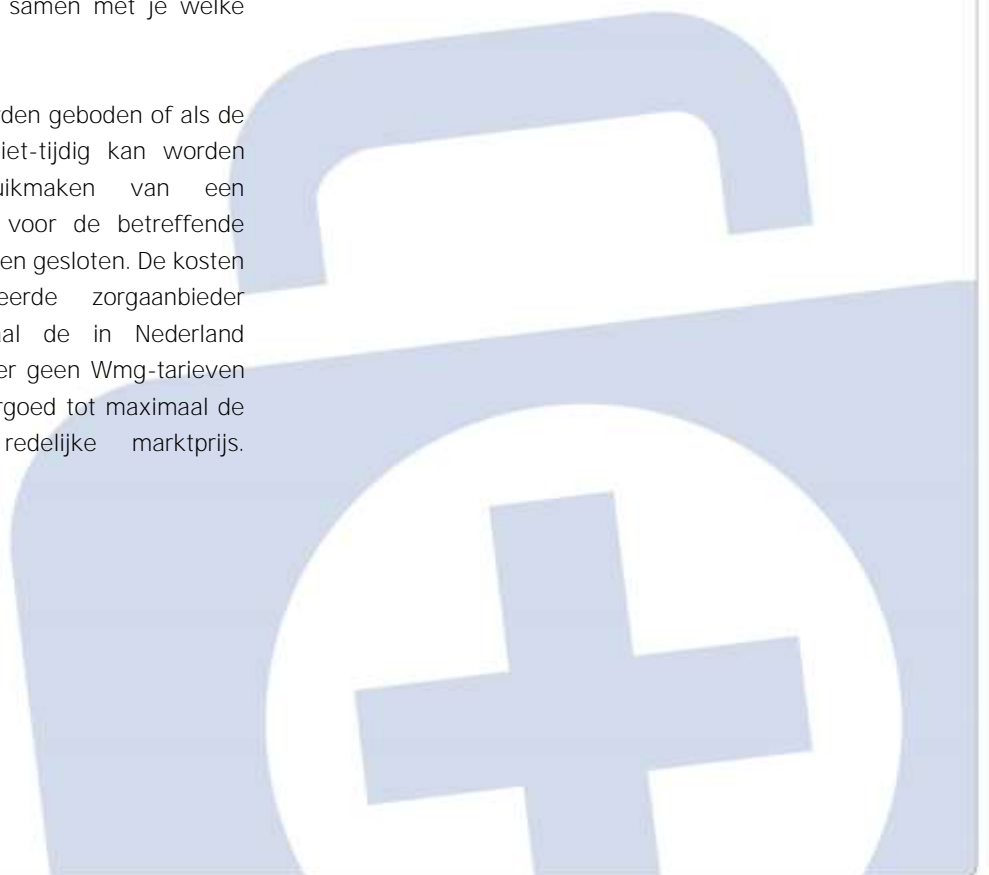 samen met je welke
rden geboden of als de
iet-tijdig kan worden
uikmaken van een
voor de betreffende
en gesloten. De kosten
eerde zorgaanbieder
al de in Nederland
er geen Wmg-tarieven
rgoed tot maximaal de
redelijke marktprijs.